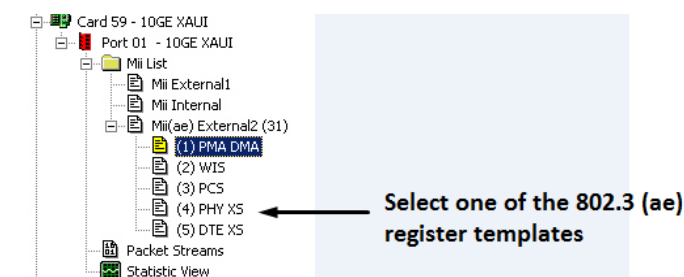 Card 59 - 10GE XAUI
Port 01 - 10GE XAUI
Mii List
Mii External1
Mii Internal
Mii(ae) External2 (31)
(1) PMA DMA
(2) WIS
(3) PCS
(4) PHY XS
(5) DTE XS
Select one of the 802.3 (ae)
register templates
Packet Streams
Statistic View